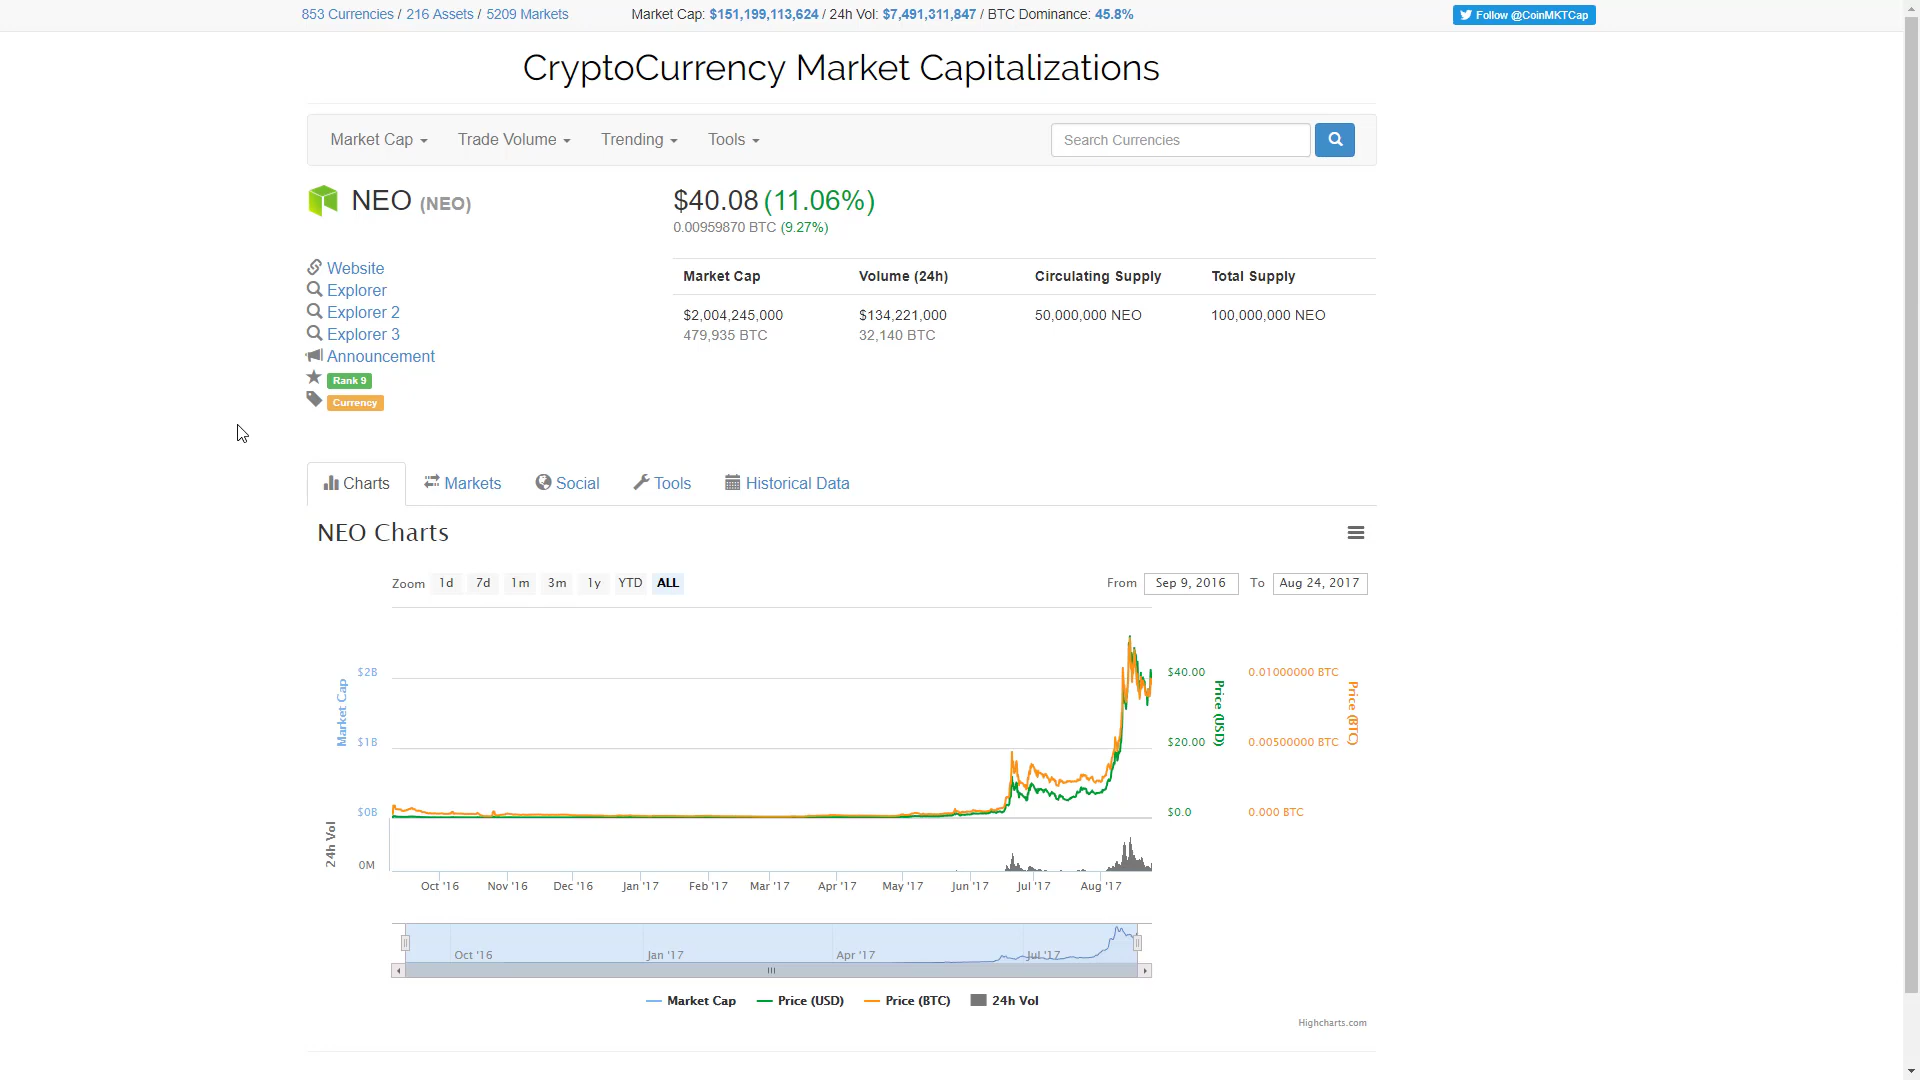 853 Currencies / 216 Assets / 5209 Markets Market Cap: $151,199,113,624 / 24h Vol: $7,491,311,847 / BTC Dominance: 45.8% Follow @CoinMKTCap
CryptoCurrency Market Capitalizations
Market Cap Trade Volume Trending Tools Search Currencies
NEO (NEO) $40.08 (11.06%)
0.00959870 BTC (9.27%)
Website
Explorer
Explorer 2
Explorer 3
Announcement
Rank 9
Currency
Market Cap Volume (24h) Circulating Supply Total Supply
$2,004,245,000 $134,221,000 50,000,000 NEO 100,000,000 NEO
479,935 BTC 32,140 BTC
Charts Markets Social Tools Historical Data
NEO Charts
Zoom 1d 7d 1m 3m 1y YTD ALL From Sep 9, 2016 To Aug 24, 2017
$2B $40.00 0.01000000 BTC
Market Cap Price (USD) Price (BTC)
$1B $20.00 0.00500000 BTC
$0B $0.0 0.000 BTC
24h Vol
0M
Oct '16 Nov '16 Dec '16 Jan '17 Feb '17 Mar '17 Apr '17 May '17 Jun '17 Jul '17 Aug '17
Oct '16 Jan '17 Apr '17 Jul '17
Market Cap Price (USD) Price (BTC) 24h Vol
Highcharts.com